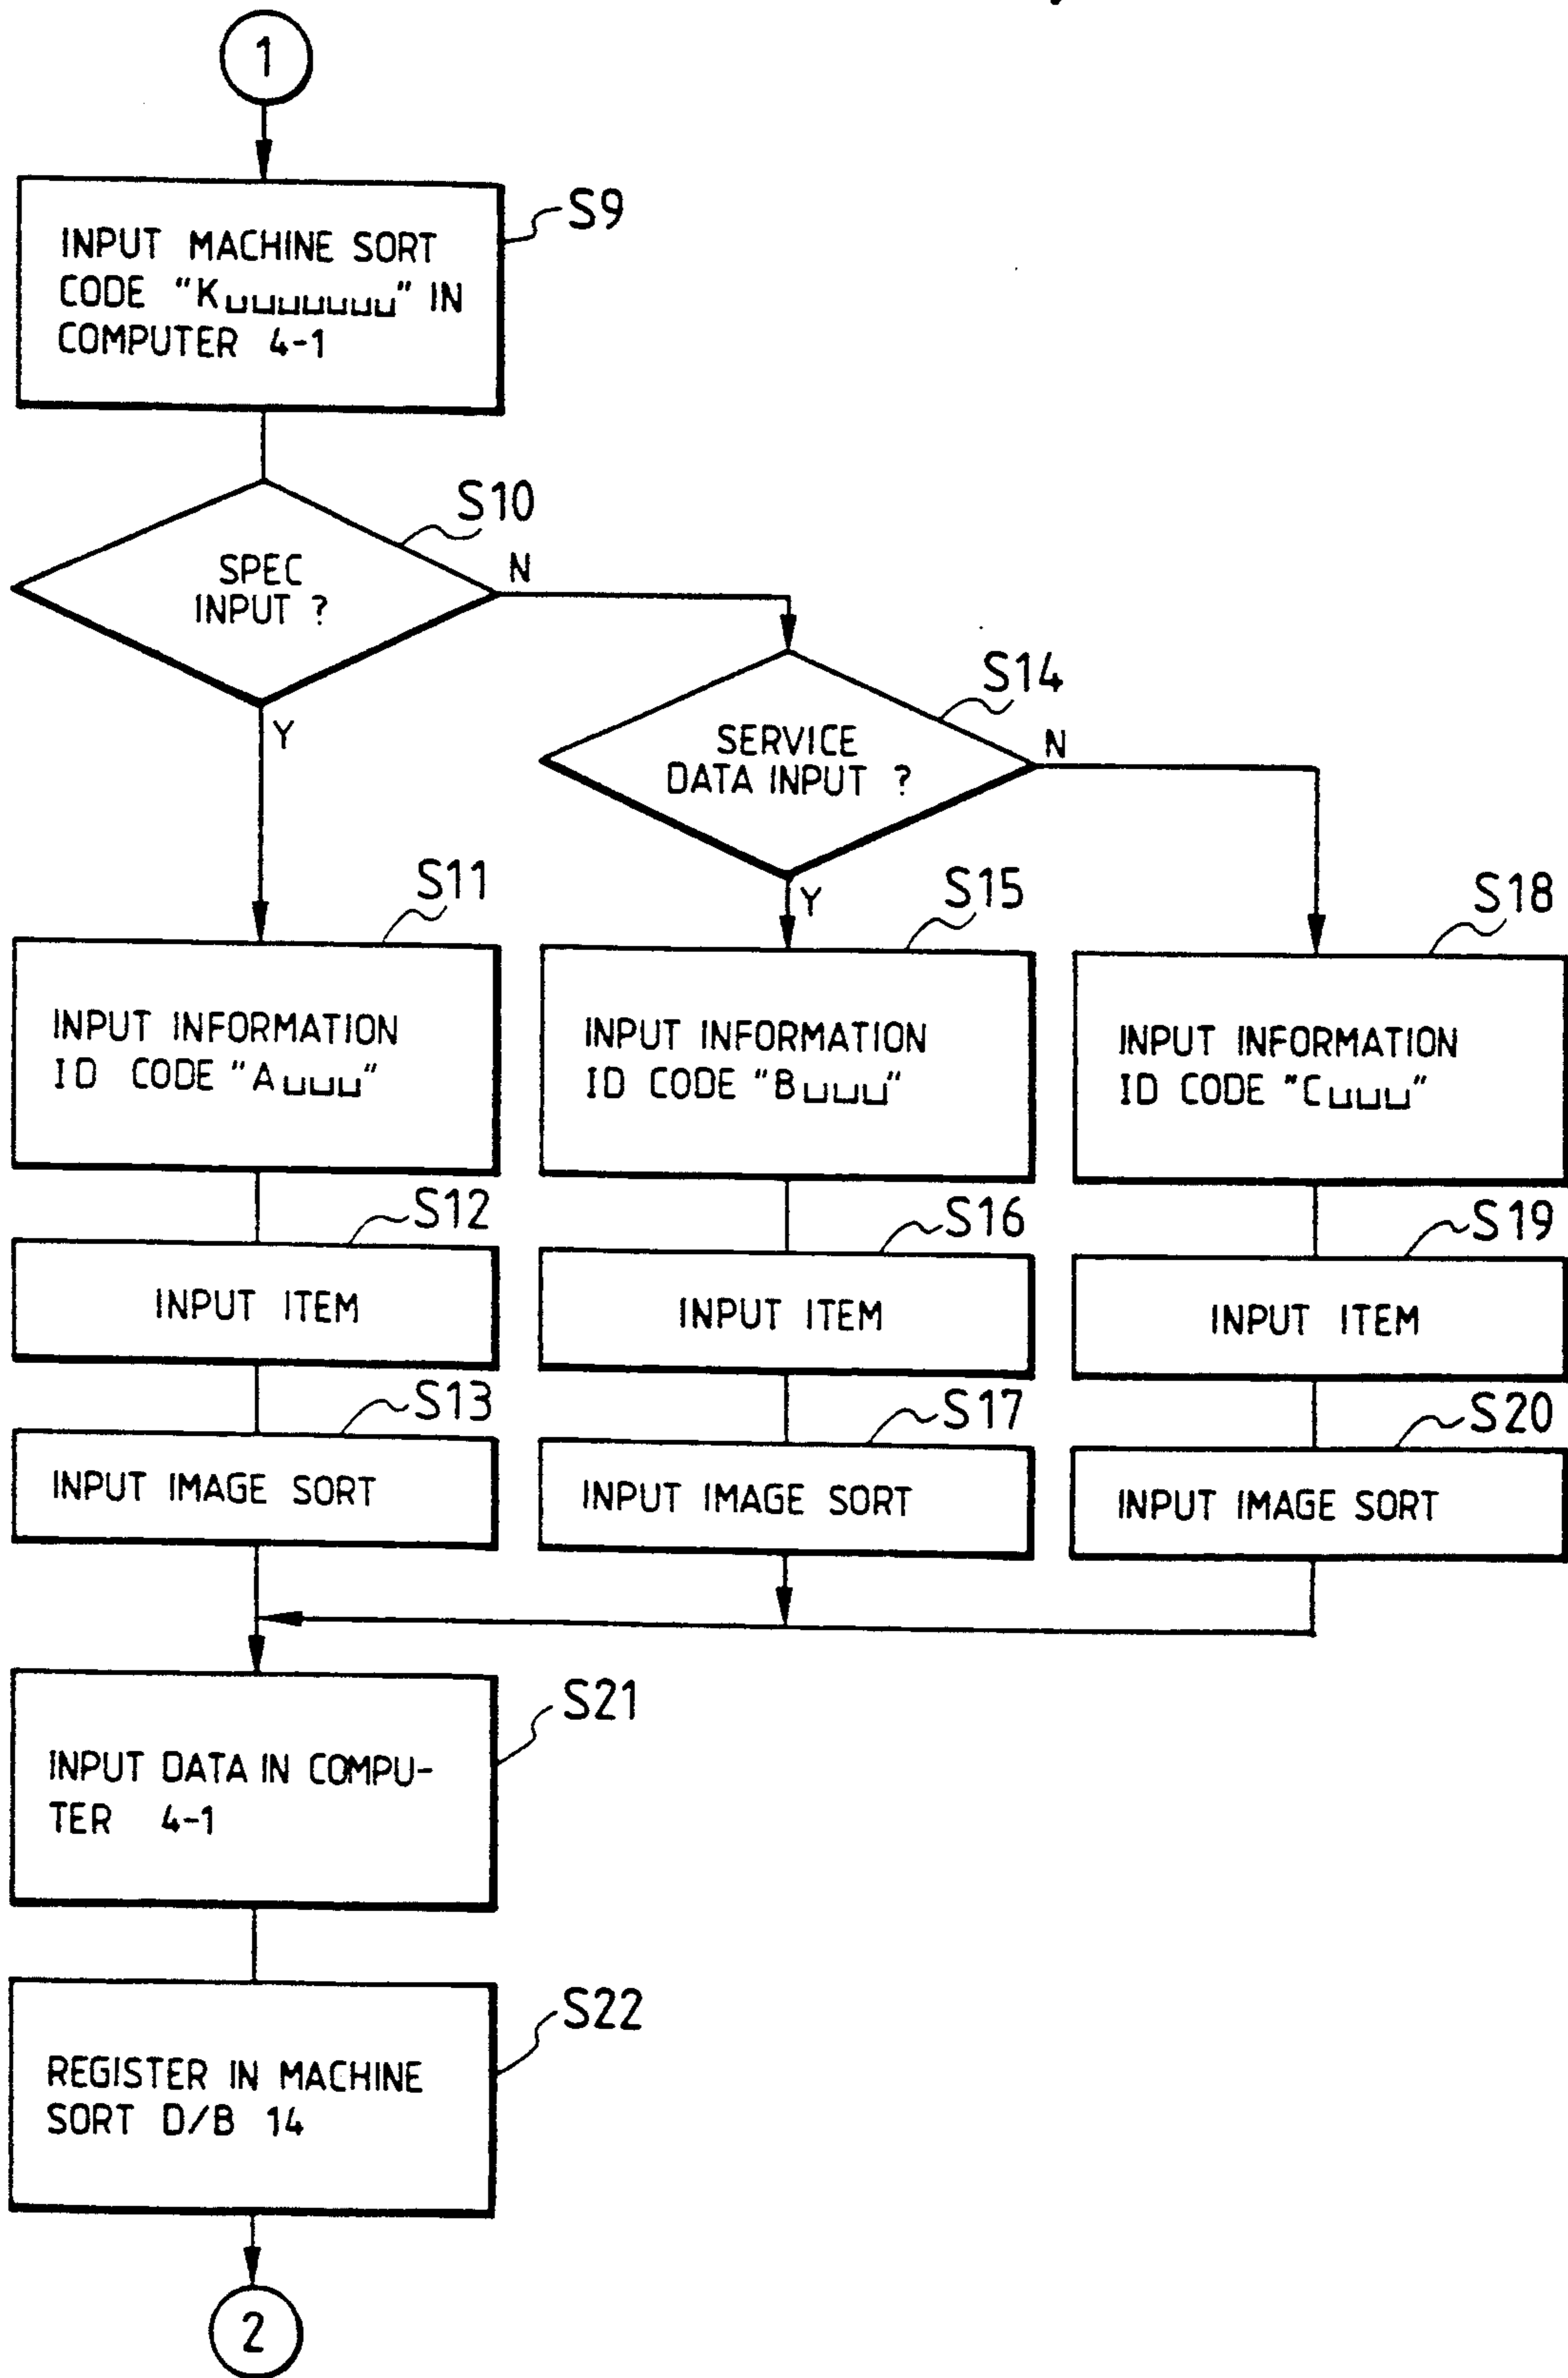 1
S9
INPUT MACHINE SORT
CODE "K␣␣␣␣␣␣␣" IN
COMPUTER 4-1
S10
SPEC
INPUT ?
N
Y
S14
SERVICE
DATA INPUT ?
N
Y
S11
INPUT INFORMATION
ID CODE "A␣␣␣"
S15
INPUT INFORMATION
ID CODE "B␣␣␣"
S18
INPUT INFORMATION
ID CODE "C␣␣␣"
S12
INPUT ITEM
S16
INPUT ITEM
S19
INPUT ITEM
S13
INPUT IMAGE SORT
S17
INPUT IMAGE SORT
S20
INPUT IMAGE SORT
S21
INPUT DATA IN COMPU-
TER 4-1
S22
REGISTER IN MACHINE
SORT D/B 14
2